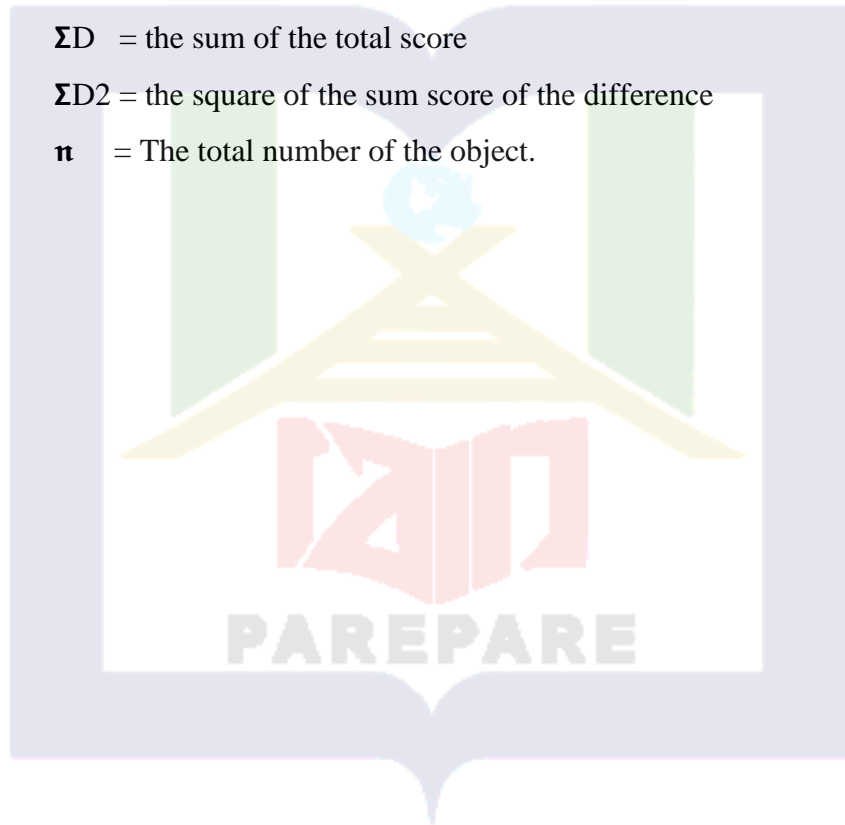 ΣD = the sum of the total score
ΣD2 = the square of the sum score of the difference
n = The total number of the object.
iain
PAREPARE